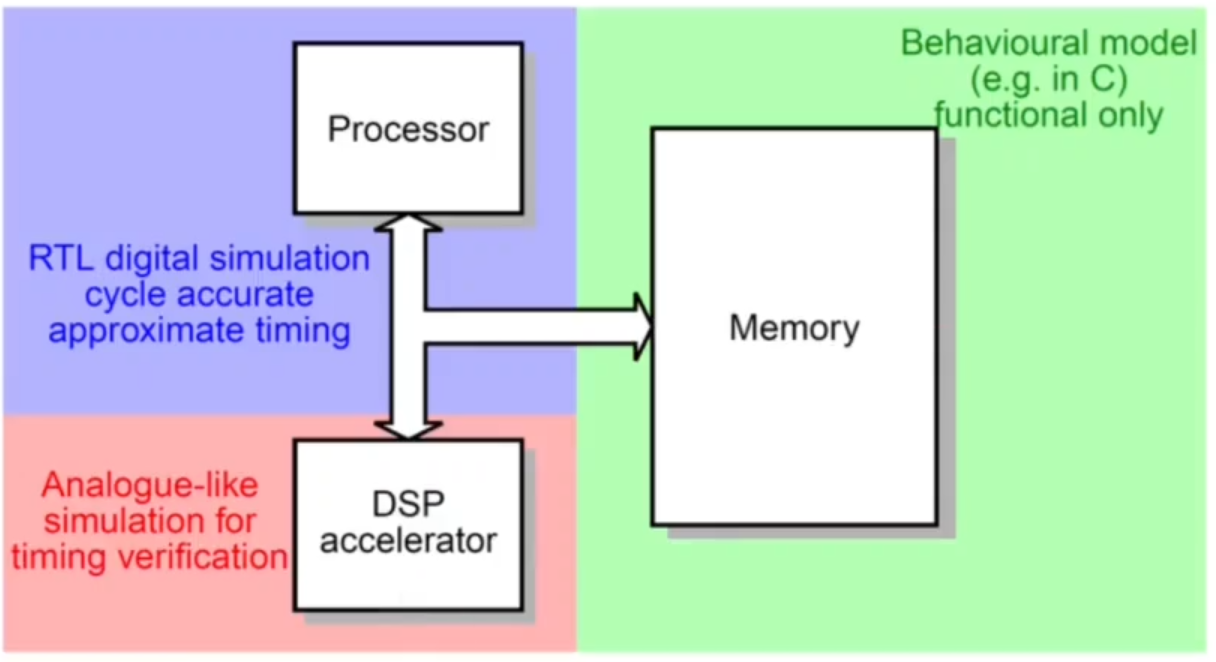 Behavioural model
(e.g. in C)
functional only
Processor
RTL digital simulation
cycle accurate
approximate timing
Memory
Analogue-like
simulation for
timing verification
DSP
accelerator